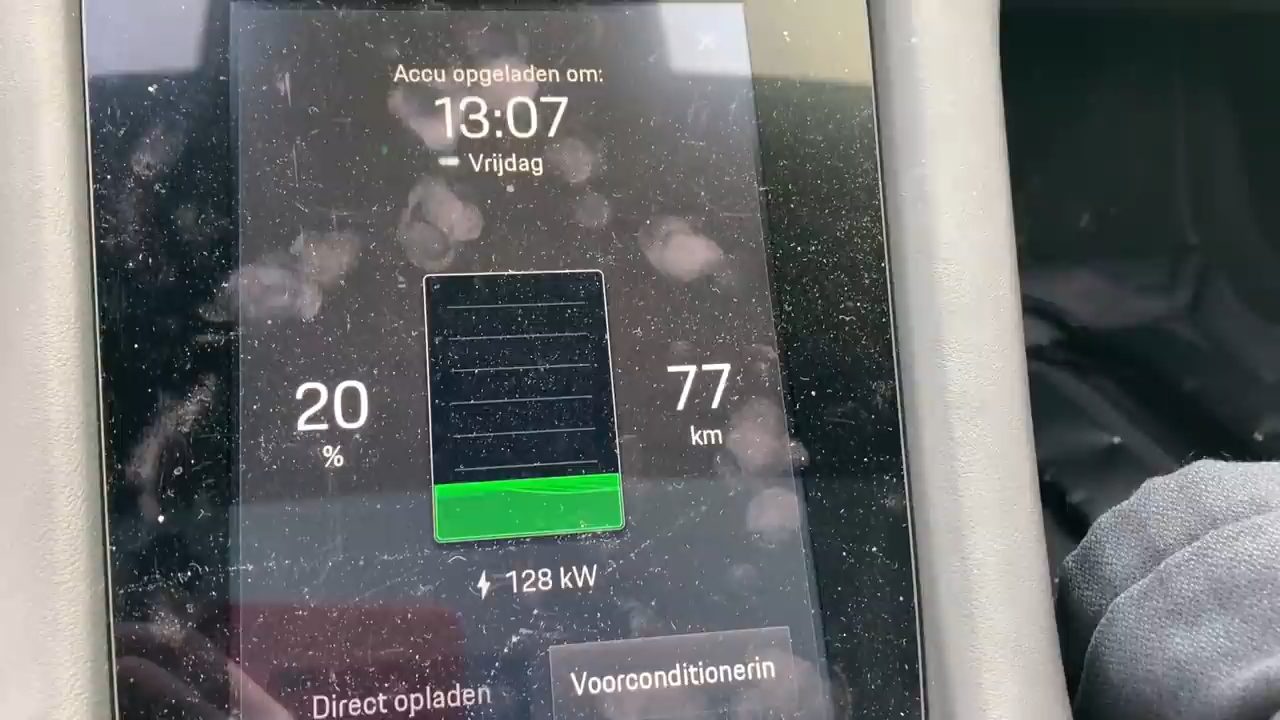 Accu opgeladen om:
13:07
Vrijdag
20
%
77
km
128 kW
Voorconditionerin
Direct opladen